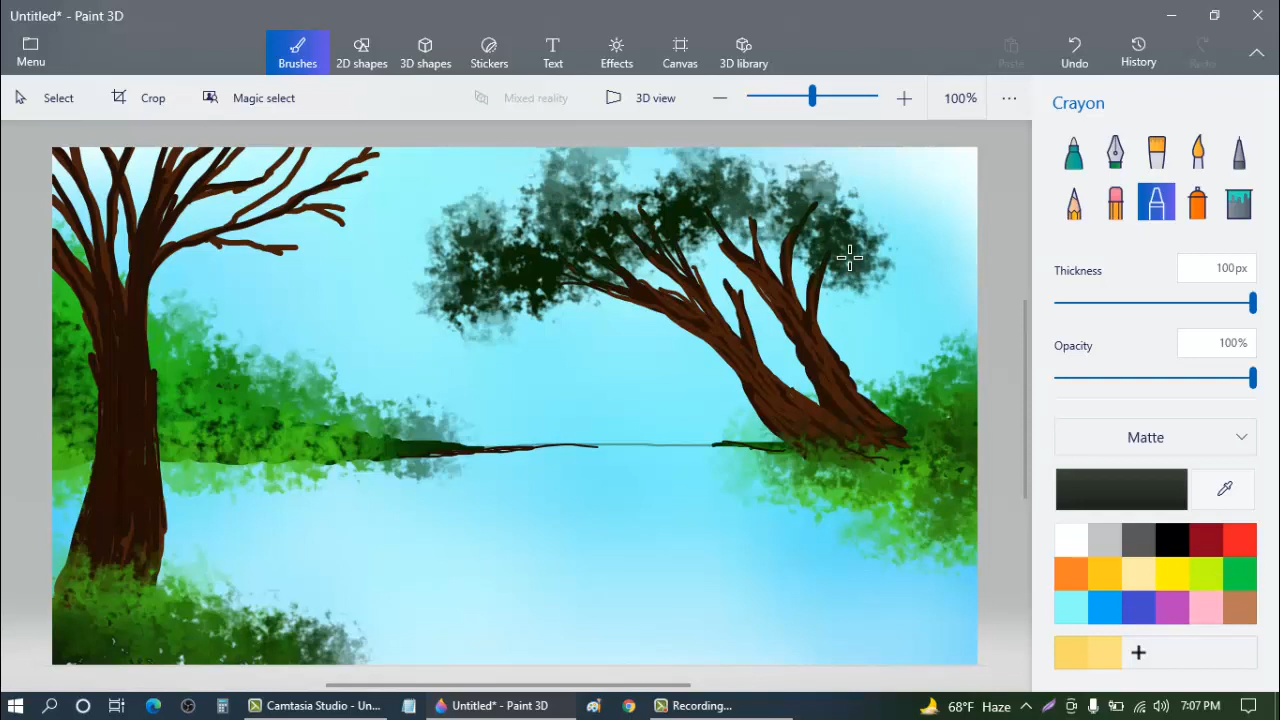 Untitled* - Paint 3D
Menu
Brushes
2D shapes
3D shapes
Stickers
Text
Effects
Canvas
3D library
Paste
Undo
History
Redo
Select
Crop
Magic select
Mixed reality
3D view
100%
Crayon
Thickness
100px
Opacity
100%
Matte
Camtasia Studio - Un...
Untitled* - Paint 3D
Recording...
68°F Haze
7:07 PM